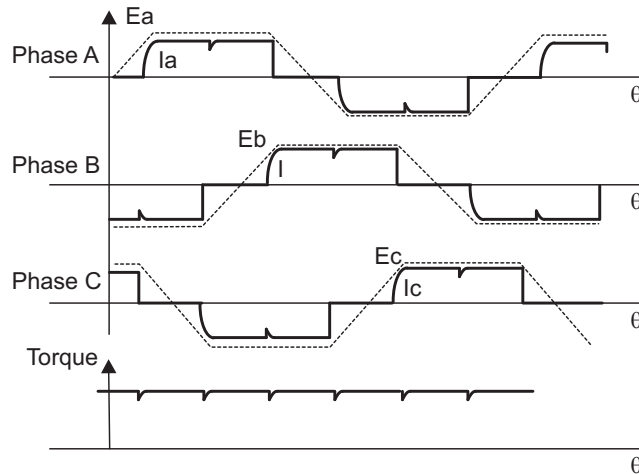 Ea
Phase A
Ia
θ
Eb
Phase B
I
θ
Ec
Phase C
Ic
θ
Torque
θ